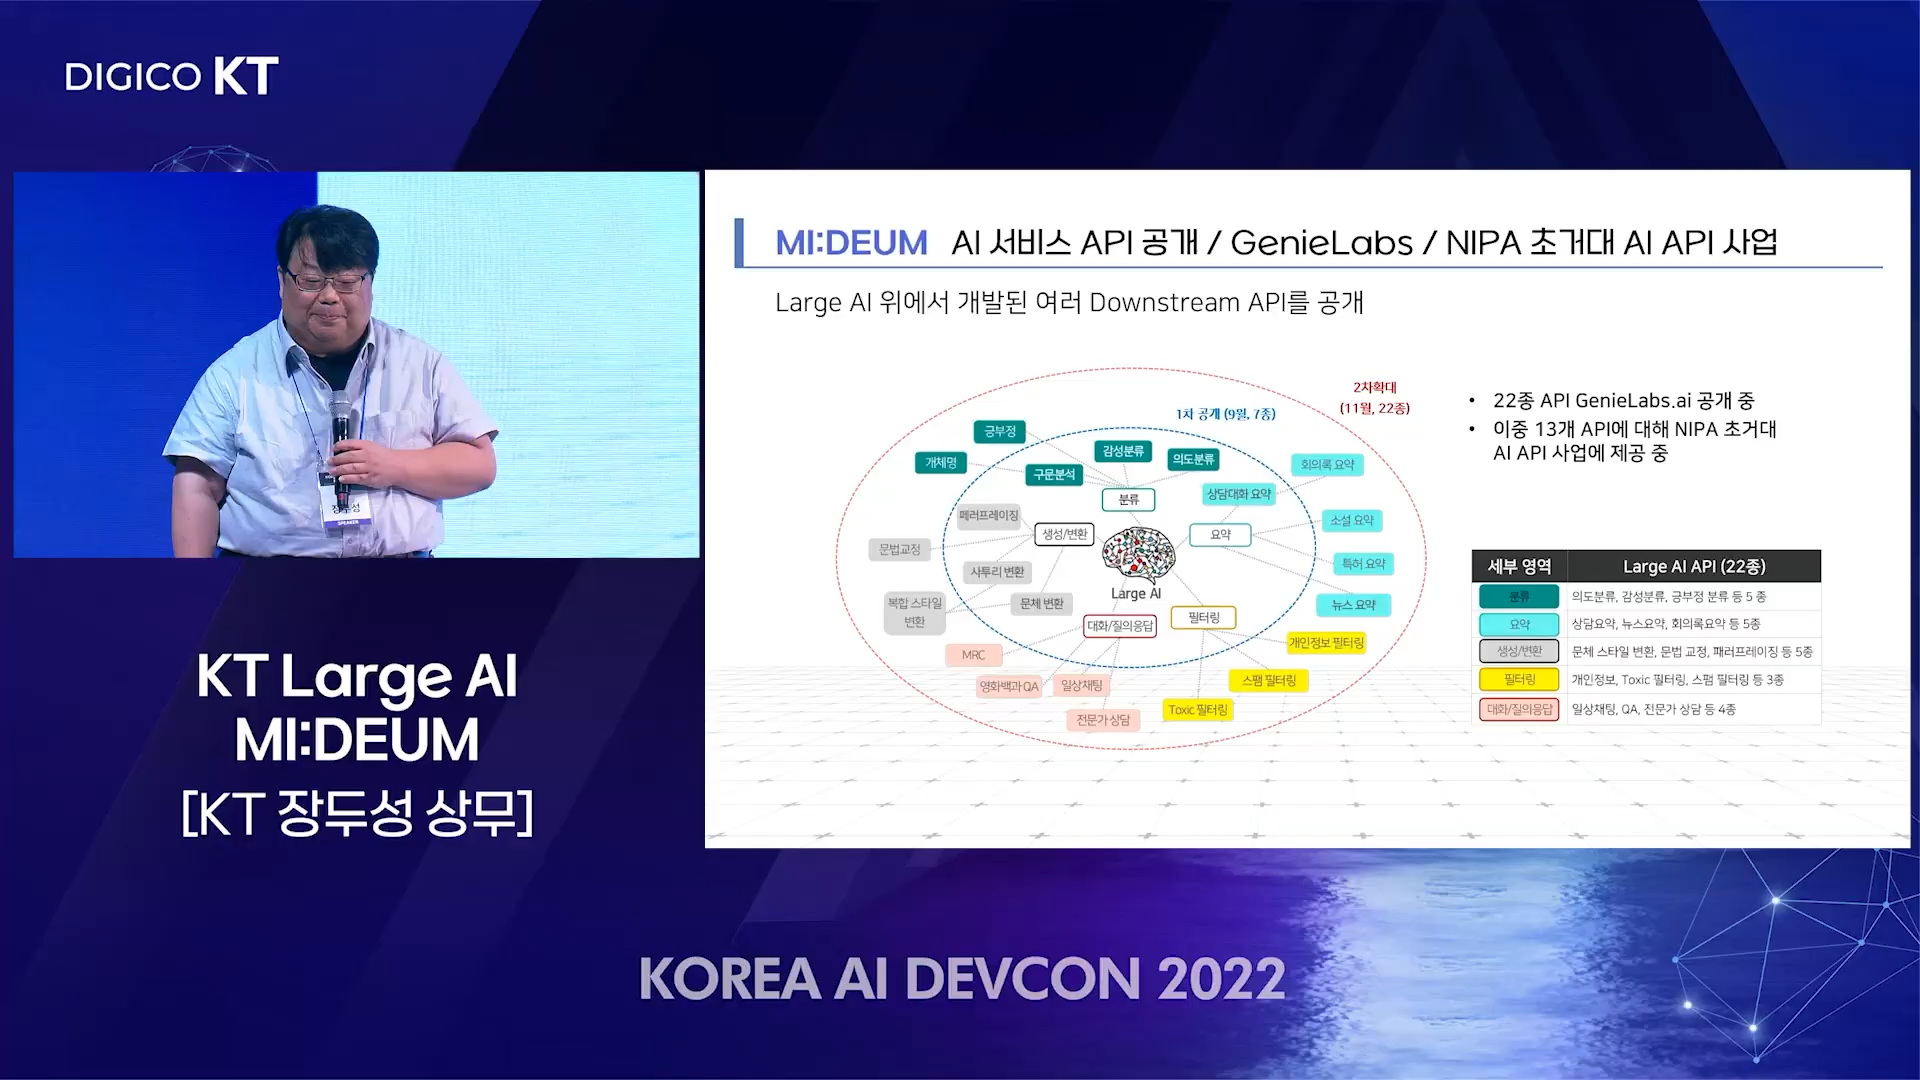 DIGICO KT
장두성
SPEAKER
KT Large AI
MI:DEUM
[KT 장두성 상무]
MI:DEUM AI 서비스 API 공개 / GenieLabs / NIPA 초거대 AI API 사업
Large AI 위에서 개발된 여러 Downstream API를 공개
2차확대
(11월, 22종)
1차 공개 (9월, 7종)
긍부정
개체명
구문분석
감성분류
의도분류
분류
회의록 요약
상담대화 요약
소설 요약
요약
특허 요약
뉴스 요약
페러프레이징
생성/변환
문법교정
사투리 변환
복합 스타일
변환
문체 변환
Large AI
대화/질의응답
필터링
MRC
영화백과 QA
일상채팅
전문가 상담
개인정보 필터링
스팸 필터링
Toxic 필터링
• 22종 API GenieLabs.ai 공개 중
• 이중 13개 API에 대해 NIPA 초거대
AI API 사업에 제공 중
세부 영역 Large AI API (22종)
분류 의도분류, 감성분류, 긍부정 분류 등 5 종
요약 상담요약, 뉴스요약, 회의록요약 등 5종
생성/변환 문체 스타일 변환, 문법 교정, 패러프레이징 등 5종
필터링 개인정보, Toxic 필터링, 스팸 필터링 등 3종
대화/질의응답 일상채팅, QA, 전문가 상담 등 4종
KOREA AI DEVCON 2022